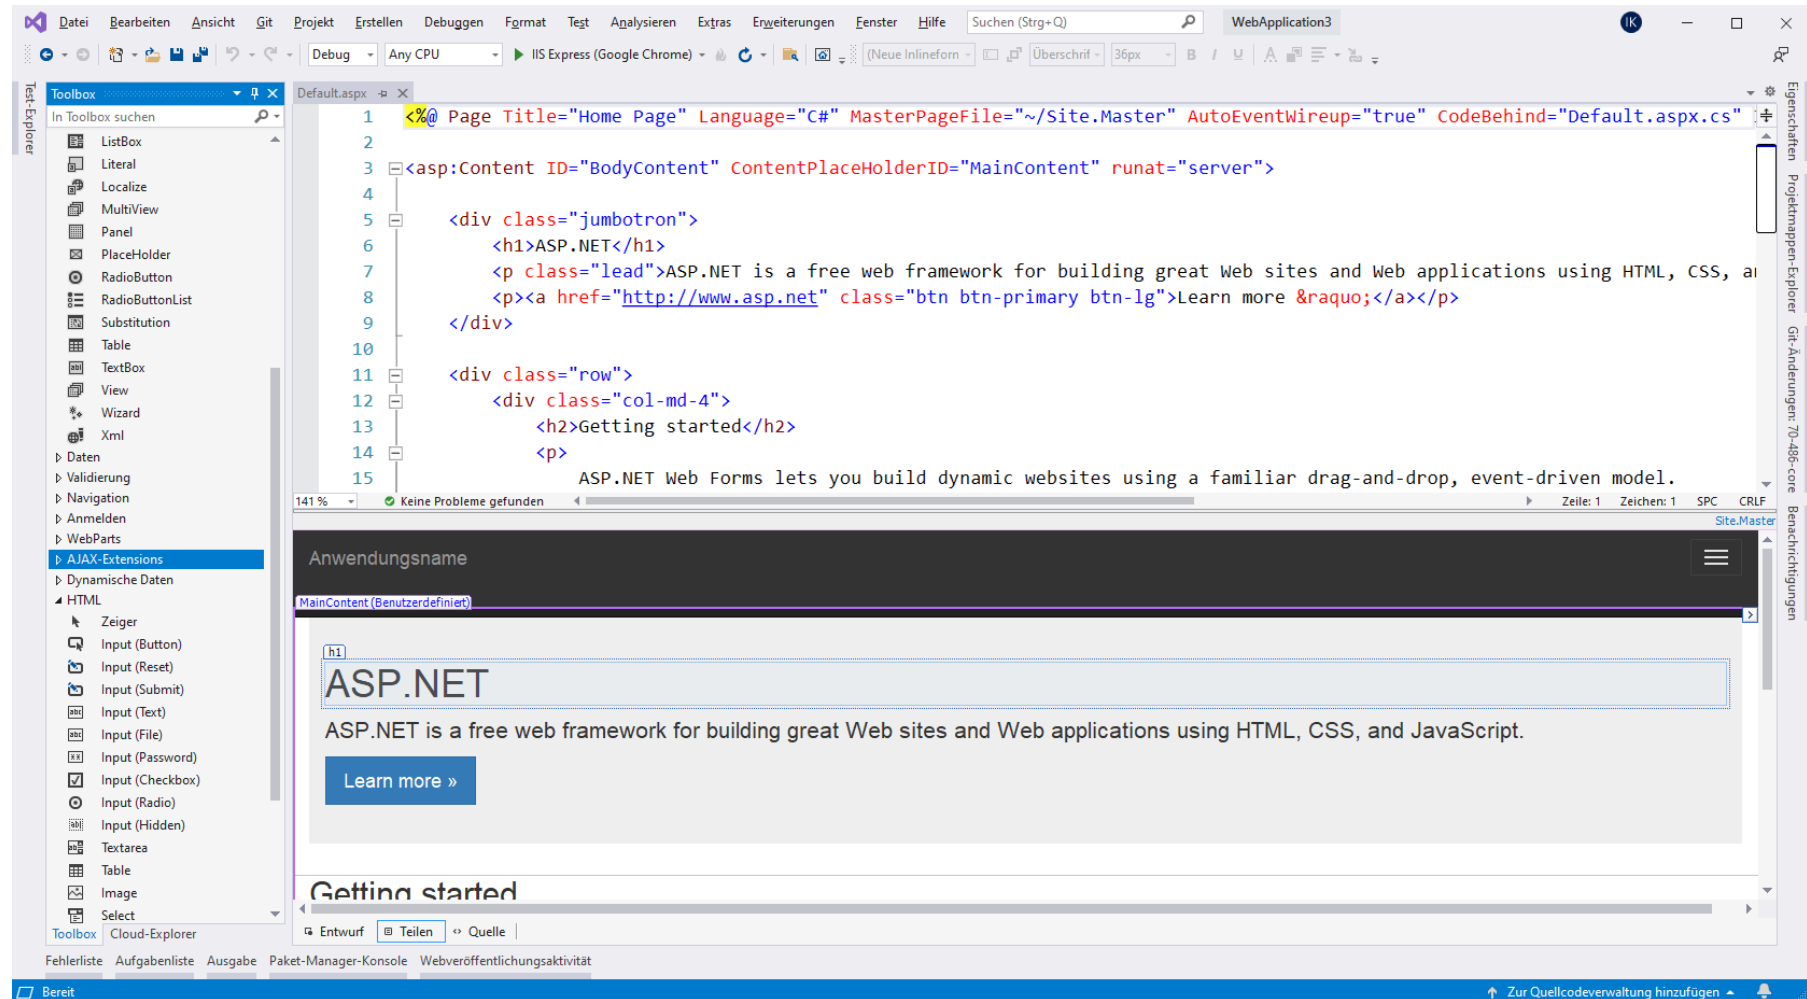 Datei Bearbeiten Ansicht Git Projekt Erstellen Debuggen Format Test Analysieren Extras Erweiterungen Fenster Hilfe Suchen (Strg+Q) WebApplication3 IK
Debug Any CPU IIS Express (Google Chrome) (Neue Inlineforn Überschrif 36px B I U A
Test-Explorer
Toolbox
In Toolbox suchen
ListBox
Literal
Localize
MultiView
Panel
PlaceHolder
RadioButton
RadioButtonList
Substitution
Table
TextBox
View
Wizard
Xml
Daten
Validierung
Navigation
Anmelden
WebParts
AJAX-Extensions
Dynamische Daten
HTML
Zeiger
Input (Button)
Input (Reset)
Input (Submit)
Input (Text)
Input (File)
Input (Password)
Input (Checkbox)
Input (Radio)
Input (Hidden)
Textarea
Table
Image
Select
Toolbox Cloud-Explorer
Default.aspx
1 <%@ Page Title="Home Page" Language="C#" MasterPageFile="~/Site.Master" AutoEventWireup="true" CodeBehind="Default.aspx.cs"
2
3 <asp:Content ID="BodyContent" ContentPlaceHolderID="MainContent" runat="server">
4
5 <div class="jumbotron">
6 <h1>ASP.NET</h1>
7 <p class="lead">ASP.NET is a free web framework for building great Web sites and Web applications using HTML, CSS, a
8 <p><a href="http://www.asp.net" class="btn btn-primary btn-lg">Learn more &raquo;</a></p>
9 </div>
10
11 <div class="row">
12 <div class="col-md-4">
13 <h2>Getting started</h2>
14 <p>
15 ASP.NET Web Forms lets you build dynamic websites using a familiar drag-and-drop, event-driven model.
141 % Keine Probleme gefunden Zeile: 1 Zeichen: 1 SPC CRLF
Site.Master
Anwendungsname
MainContent (Benutzerdefiniert)
h1
ASP.NET
ASP.NET is a free web framework for building great Web sites and Web applications using HTML, CSS, and JavaScript.
Learn more »
Getting started
Entwurf Teilen Quelle
Eigenschaften
Projektmappen-Explorer
Git-Änderungen: 70-486-core
Benachrichtigungen
Fehlerliste Aufgabenliste Ausgabe Paket-Manager-Konsole Webveröffentlichungsaktivität
Bereit Zur Quellcodeverwaltung hinzufügen